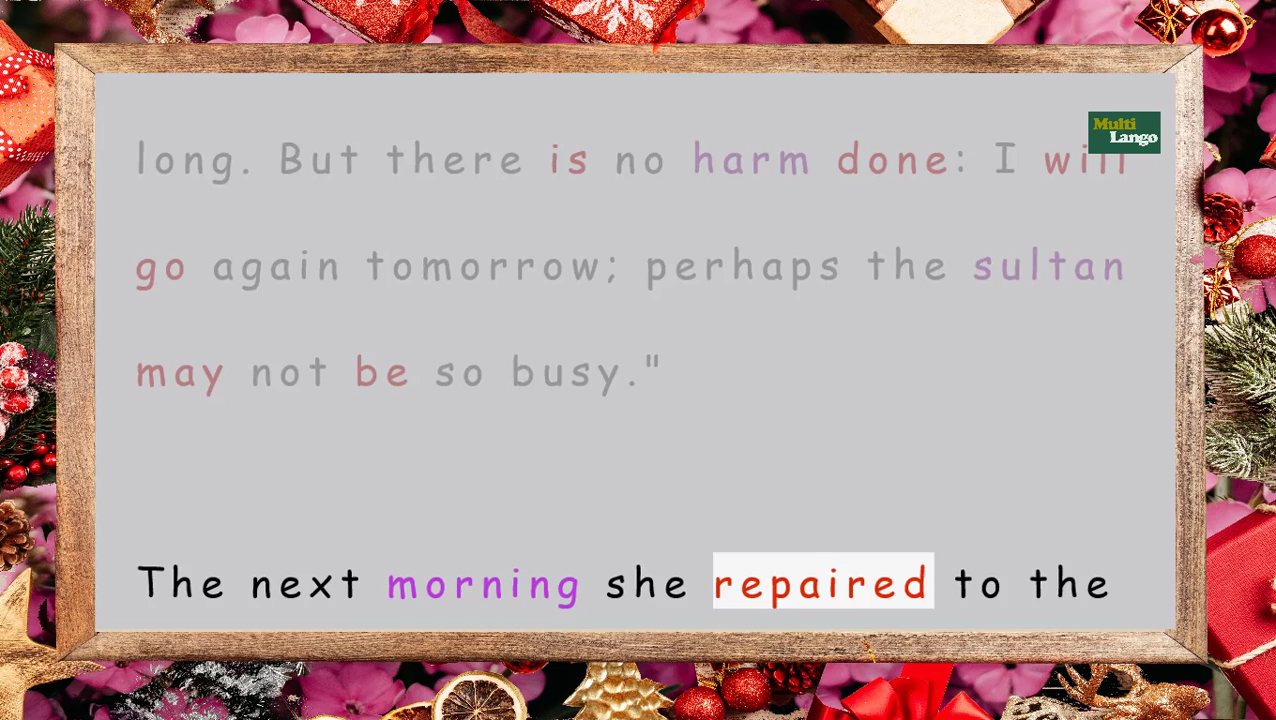 Multi
Lango
long. But there is no harm done: I will
go again tomorrow; perhaps the sultan
may not be so busy."
The next morning she repaired to the